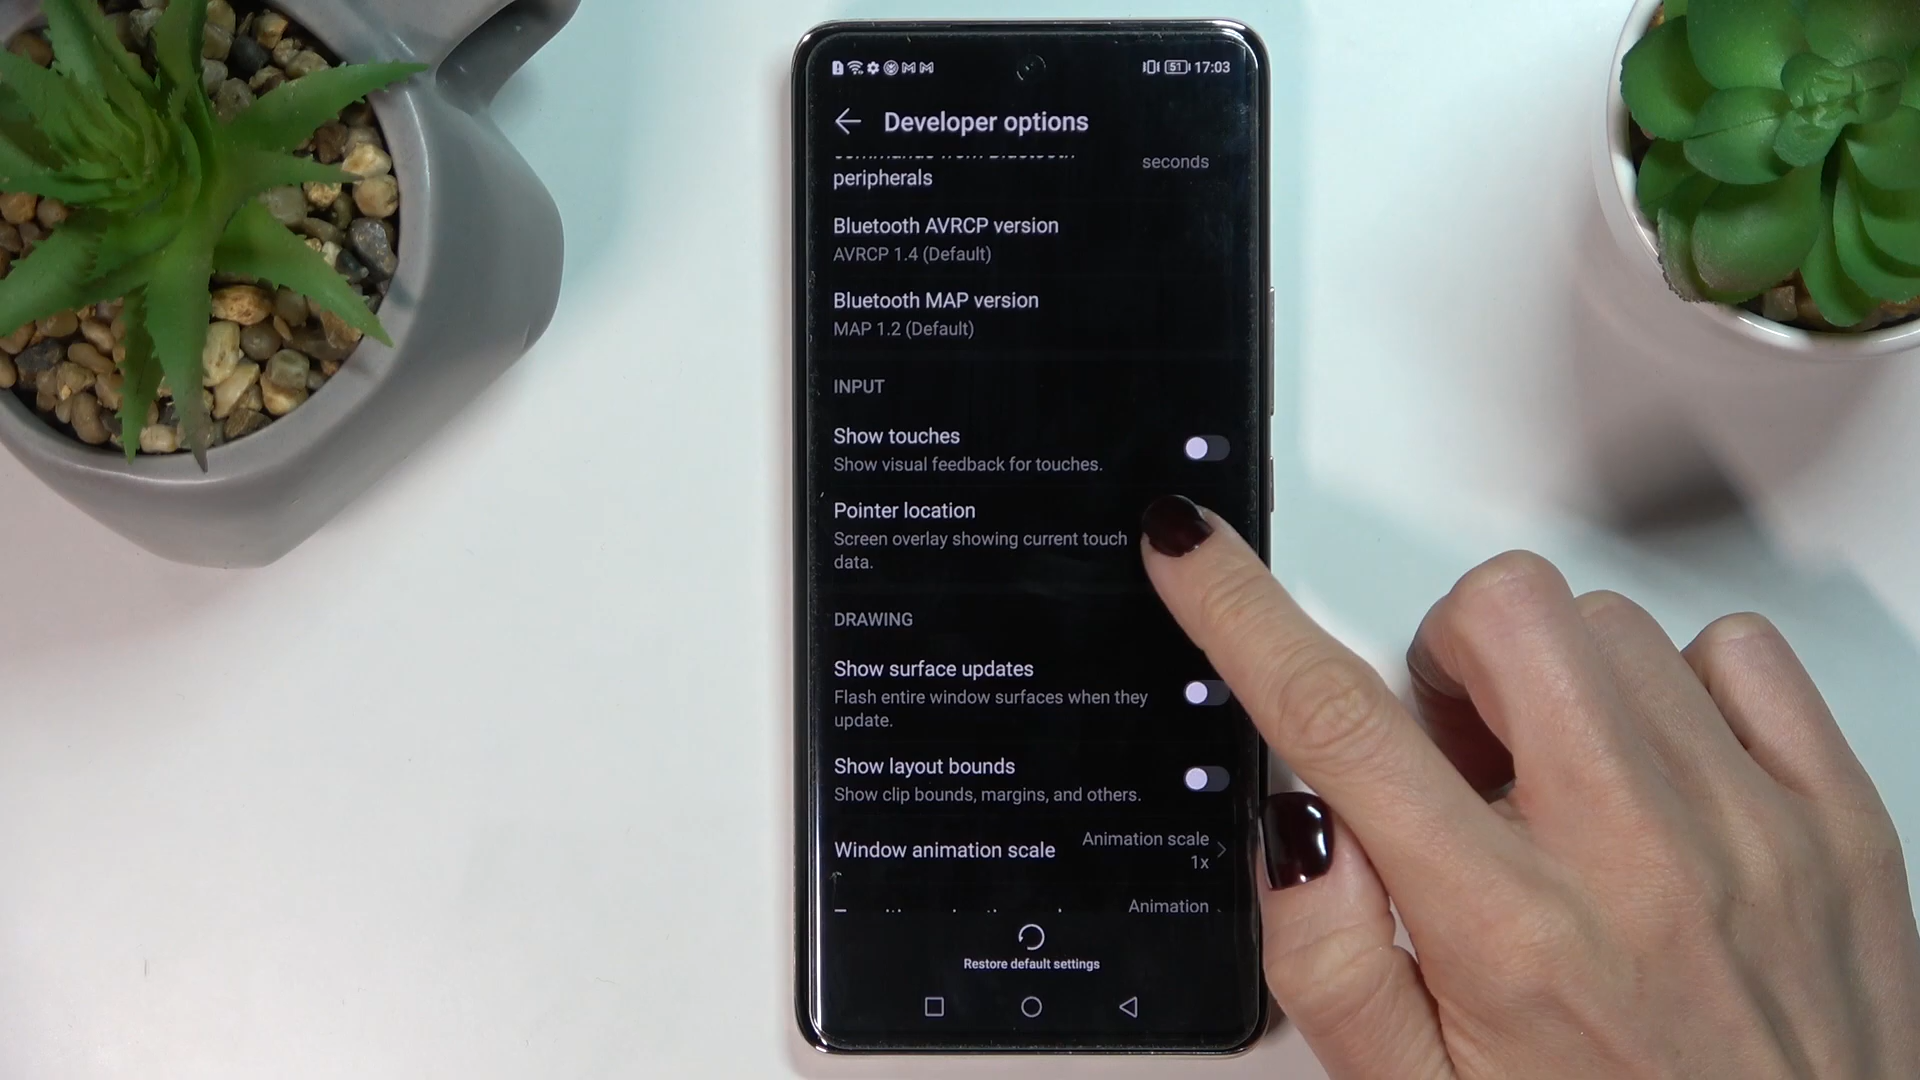 51 17:03
Developer options
seconds
peripherals
Bluetooth AVRCP version
AVRCP 1.4 (Default)
Bluetooth MAP version
MAP 1.2 (Default)
INPUT
Show touches
Show visual feedback for touches.
Pointer location
Screen overlay showing current touch
data.
DRAWING
Show surface updates
Flash entire window surfaces when they
update.
Show layout bounds
Show clip bounds, margins, and others.
Animation scale
Window animation scale
1x
Animation
Restore default settings